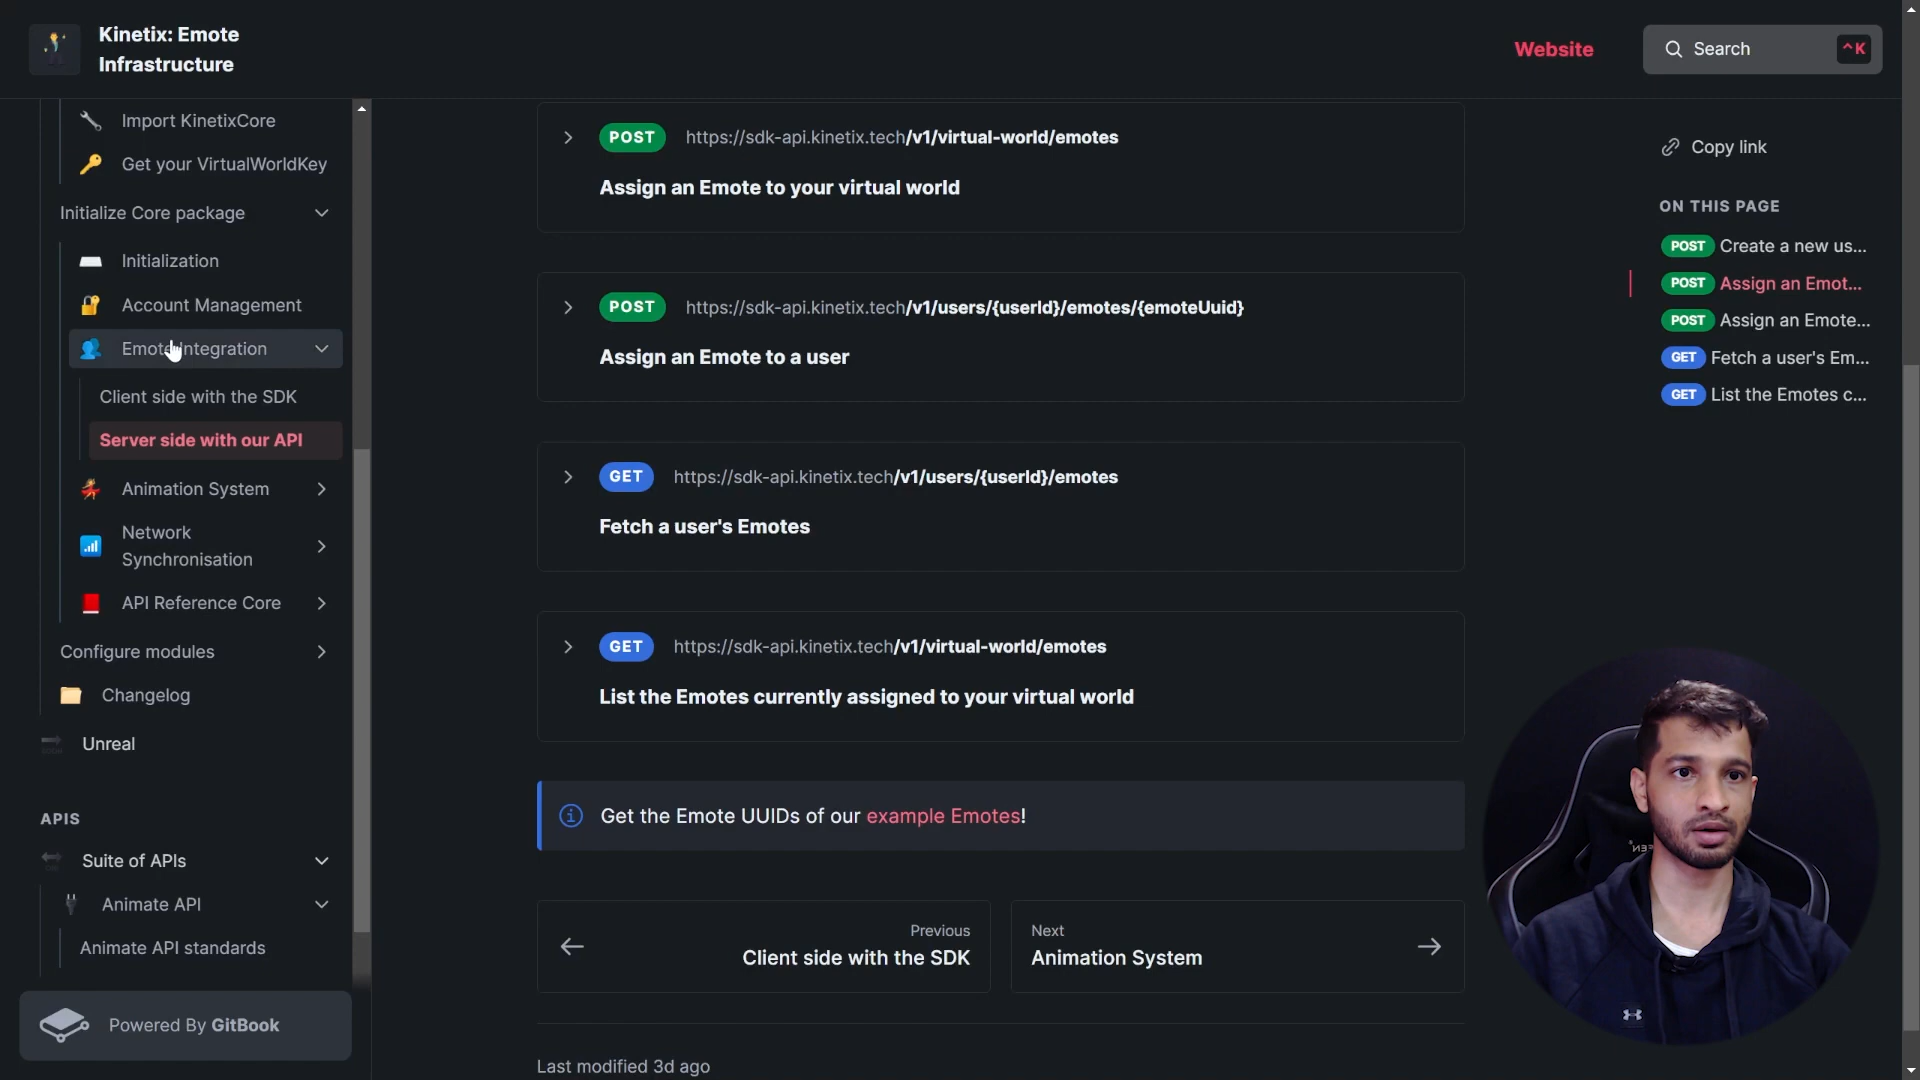 Kinetix: Emote
Infrastructure
Website
Search
^K
Import KinetixCore
Get your VirtualWorldKey
Initialize Core package
Initialization
Account Management
Emote Integration
Client side with the SDK
Server side with our API
Animation System
Network
Synchronisation
API Reference Core
Configure modules
Changelog
Unreal
APIS
Suite of APIs
Animate API
Animate API standards
Powered By GitBook
POST https://sdk-api.kinetix.tech/v1/virtual-world/emotes
Assign an Emote to your virtual world
POST https://sdk-api.kinetix.tech/v1/users/{userId}/emotes/{emoteUuid}
Assign an Emote to a user
GET https://sdk-api.kinetix.tech/v1/users/{userId}/emotes
Fetch a user's Emotes
GET https://sdk-api.kinetix.tech/v1/virtual-world/emotes
List the Emotes currently assigned to your virtual world
Get the Emote UUIDs of our example Emotes!
Previous
Client side with the SDK
Next
Animation System
Last modified 3d ago
Copy link
ON THIS PAGE
POST Create a new us...
POST Assign an Emot...
POST Assign an Emote...
GET Fetch a user's Em...
GET List the Emotes c...